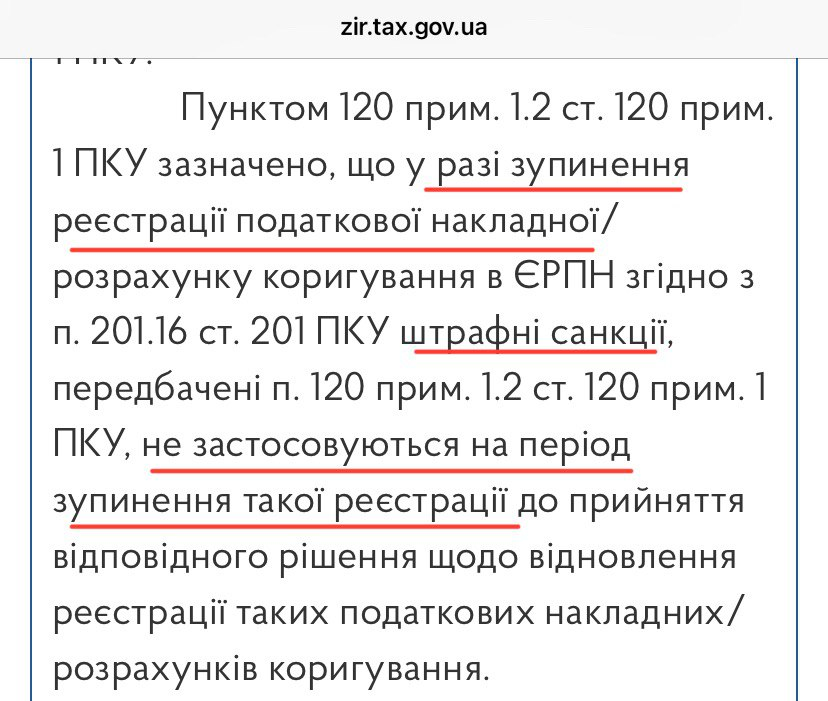 zir.tax.gov.ua
1 ПКУ.
Пунктом 120 прим. 1.2 ст. 120 прим.
1 ПКУ зазначено, що у разі зупинення
реєстрації податкової накладної/
розрахунку коригування в ЄРПН згідно з
п. 201.16 ст. 201 ПКУ штрафні санкції,
передбачені п. 120 прим. 1.2 ст. 120 прим. 1
ПКУ, не застосовуються на період
зупинення такої реєстрації до прийняття
відповідного рішення щодо відновлення
реєстрації таких податкових накладних/
розрахунків коригування.